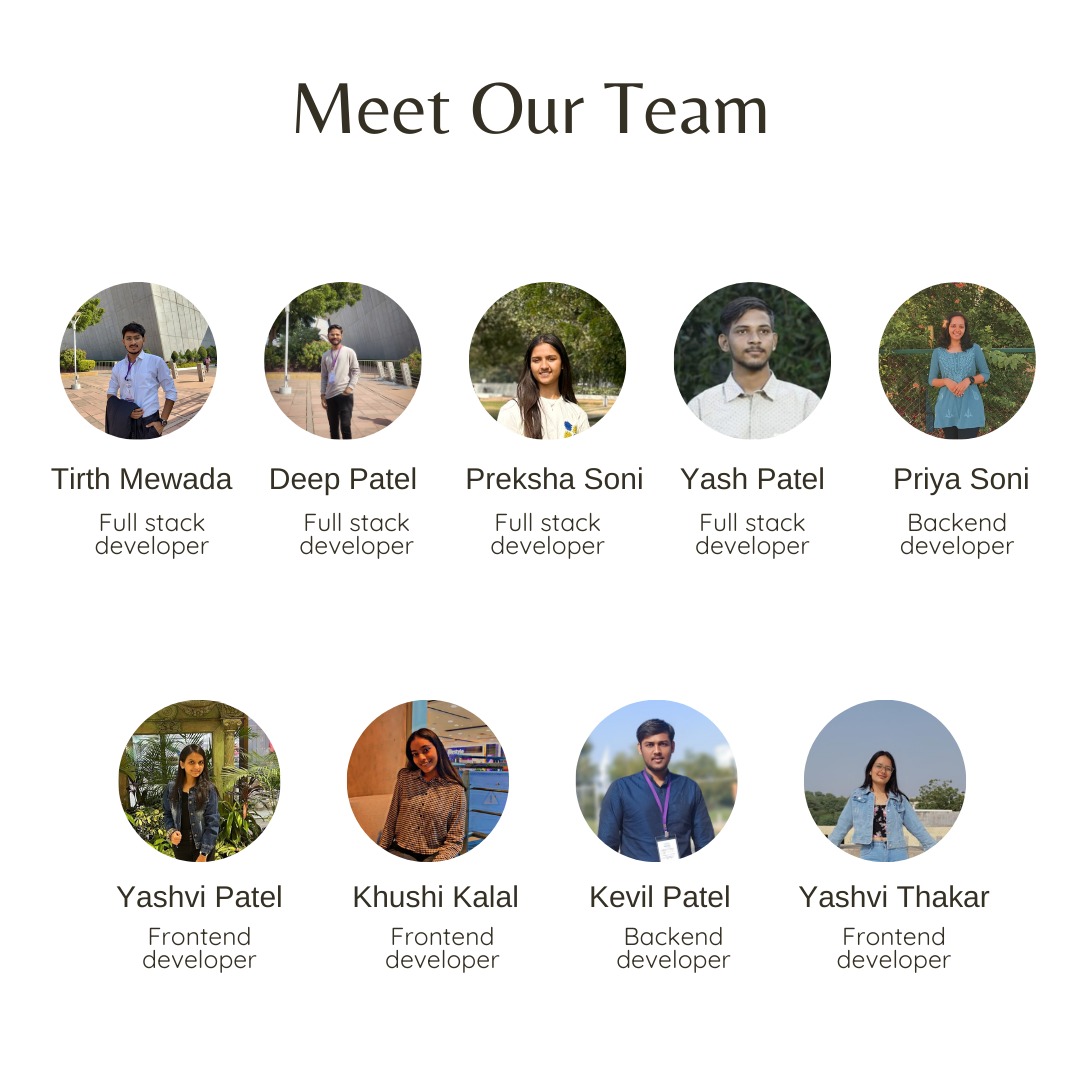 Meet Our Team
Tirth Mewada
Deep Patel
Preksha Soni
Yash Patel
Priya Soni
Full stack
developer
Full stack
developer
Full stack
developer
Full stack
developer
Backend
developer
Yashvi Patel
Khushi Kalal
Kevil Patel
Yashvi Thakar
Frontend
developer
Frontend
developer
Backend
developer
Frontend
developer